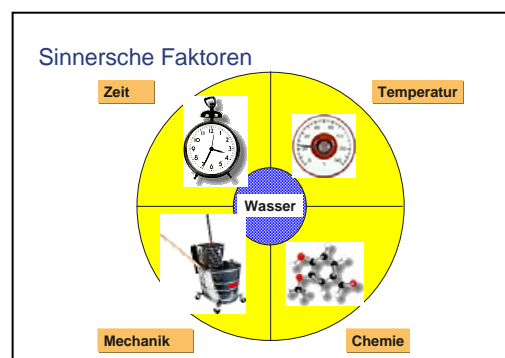 Sinnersche Faktoren
Zeit
Temperatur
Wasser
Mechanik
Chemie